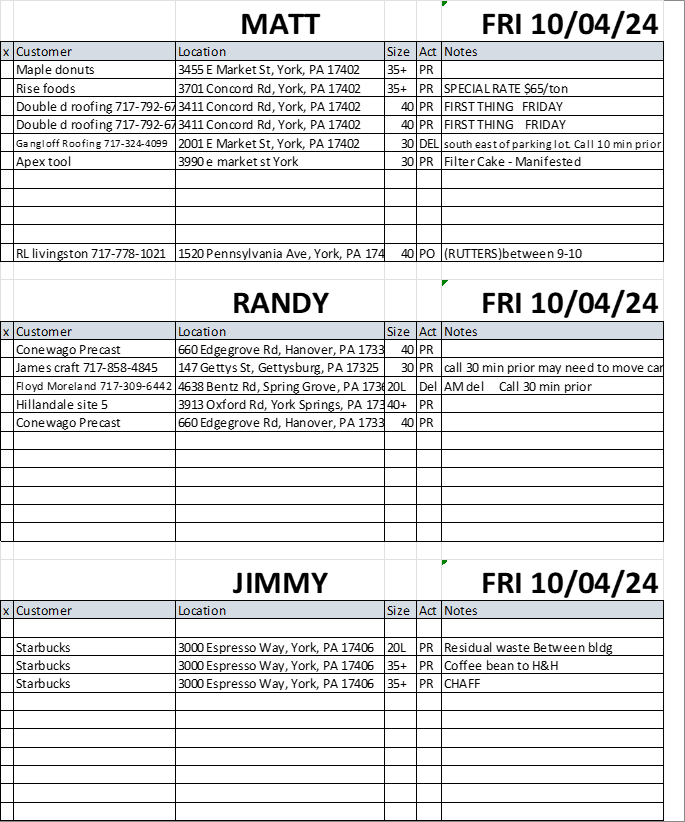 MATT FRI 10/04/24
x Customer Location Size Act Notes
Maple donuts 3455 E Market St, York, PA 17402 35+ PR
Rise foods 3701 Concord Rd, York, PA 17402 35+ PR SPECIAL RATE $65/ton
Double d roofing 717-792-67 3411 Concord Rd, York, PA 17402 40 PR FIRST THING FRIDAY
Double d roofing 717-792-67 3411 Concord Rd, York, PA 17402 40 PR FIRST THING FRIDAY
Gangloff Roofing 717-324-4099 2001 E Market St, York, PA 17402 30 DEL south east of parking lot. Call 10 min prior
Apex tool 3990 e market st York 30 PR Filter Cake - Manifested
RL livingston 717-778-1021 1520 Pennsylvania Ave, York, PA 174 40 PO (RUTTERS)between 9-10
RANDY FRI 10/04/24
x Customer Location Size Act Notes
Conewago Precast 660 Edgegrove Rd, Hanover, PA 1733 40 PR
James craft 717-858-4845 147 Gettys St, Gettysburg, PA 17325 30 PR call 30 min prior may need to move car
Floyd Moreland 717-309-6442 4638 Bentz Rd, Spring Grove, PA 1736 20L Del AM del Call 30 min prior
Hillandale site 5 3913 Oxford Rd, York Springs, PA 173 40+ PR
Conewago Precast 660 Edgegrove Rd, Hanover, PA 1733 40 PR
JIMMY FRI 10/04/24
x Customer Location Size Act Notes
Starbucks 3000 Espresso Way, York, PA 17406 20L PR Residual waste Between bldg
Starbucks 3000 Espresso Way, York, PA 17406 35+ PR Coffee bean to H&H
Starbucks 3000 Espresso Way, York, PA 17406 35+ PR CHAFF